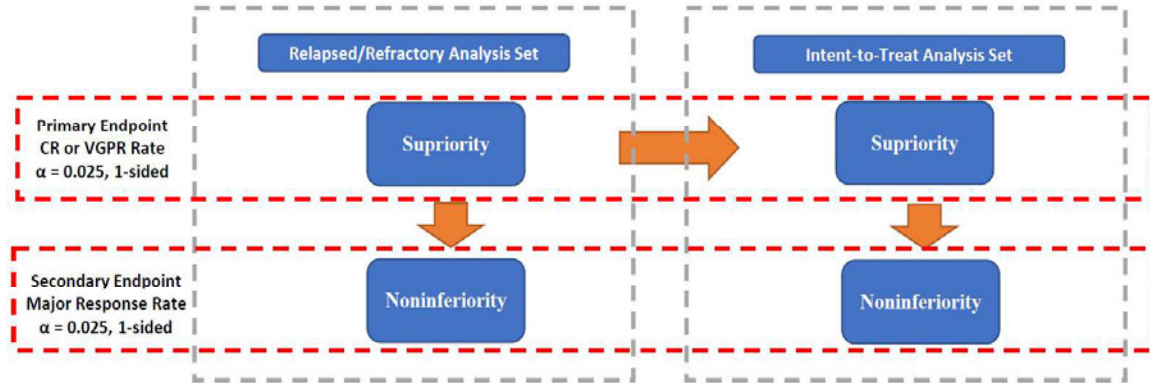 Relapsed/Refractory Analysis Set
Intent-to-Treat Analysis Set
Primary Endpoint
CR or VGPR Rate
α = 0.025, 1-sided
Supriority
Supriority
Secondary Endpoint
Major Response Rate
α = 0.025, 1-sided
Noninferiority
Noninferiority